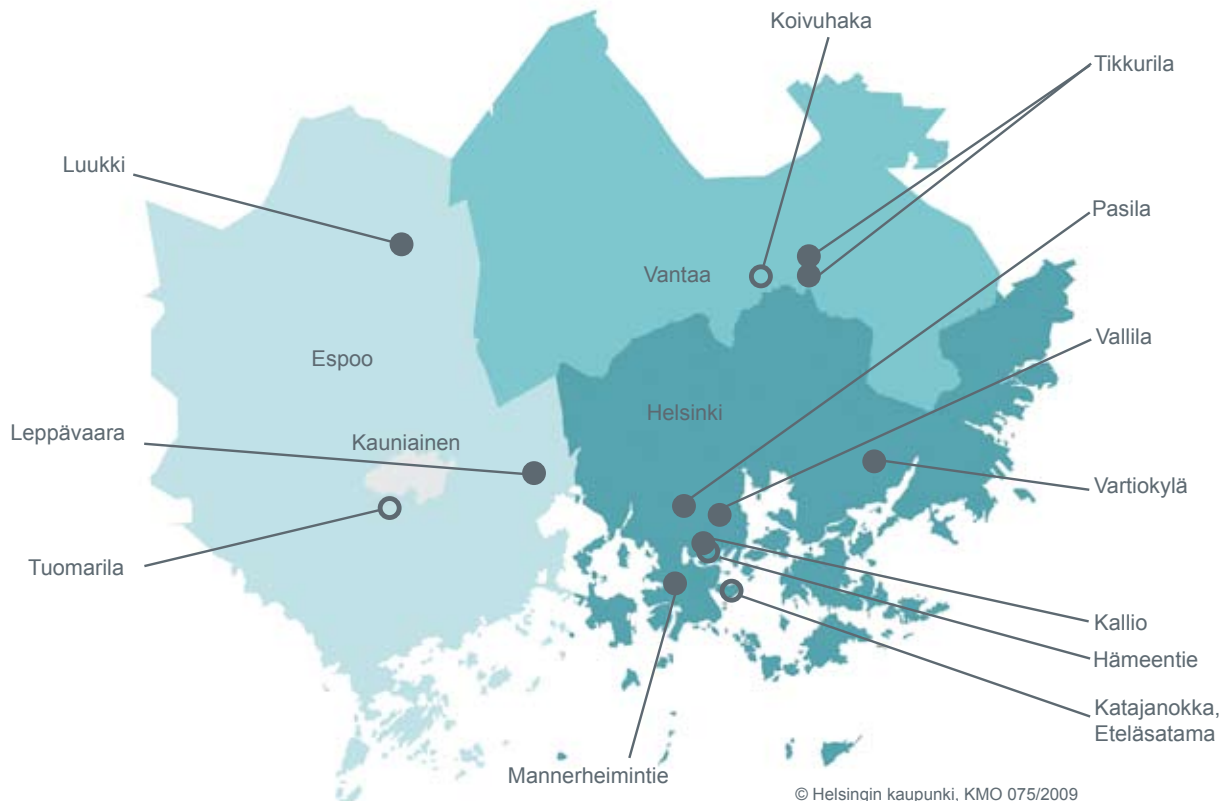 Koivuhaka
Tikkurila
Luukki
Pasila
Vantaa
Vallila
Espoo
Helsinki
Leppävaara
Kauniainen
Vartiokylä
Tuomarila
Kallio
Hämeentie
Katajanokka,
Eteläsatama
Mannerheimintie
© Helsingin kaupunki, KMO 075/2009